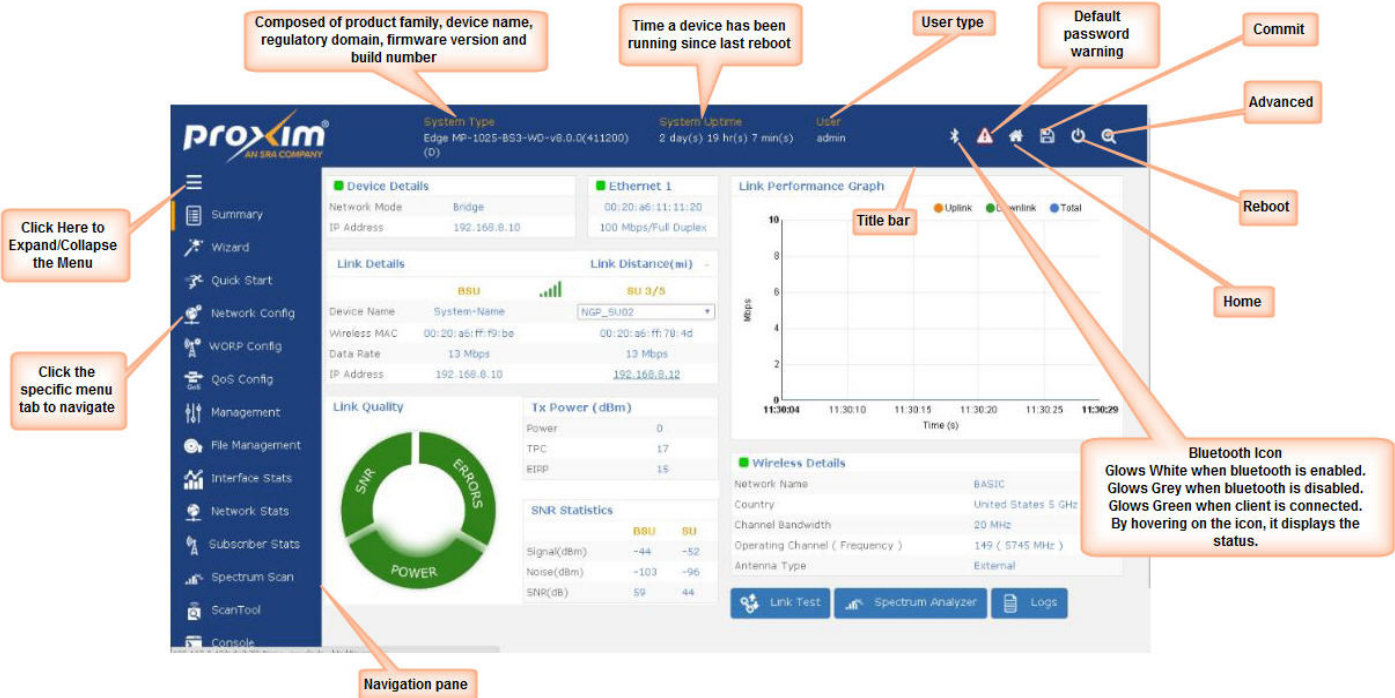 Composed of product family, device name,
regulatory domain, firmware version and
build number
Time a device has been
running since last reboot
User type
Default
password
warning
Commit
Advanced
Reboot
Home
proxim®
AN SRA COMPANY
System Type
Edge MP-1025-BS3-WD-v8.0.0(411200)
(D)
System Uptime
2 day(s) 19 hr(s) 7 min(s)
User
admin
Title bar
Click Here to
Expand/Collapse
the Menu
Click the
specific menu
tab to navigate
Summary
Wizard
Quick Start
Network Config
WORP Config
QoS Config
Management
File Management
Interface Stats
Network Stats
Subscriber Stats
Spectrum Scan
ScanTool
Console
Navigation pane
Device Details
Network Mode Bridge
IP Address 192.168.8.10
Ethernet 1
00:20:a6:11:11:20
100 Mbps/Full Duplex
Link Details Link Distance(mi) -
BSU SU 3/5
Device Name System-Name NGP_SU02
Wireless MAC 00:20:a6:ff:f9:be 00:20:a6:ff:78:4d
Data Rate 13 Mbps 13 Mbps
IP Address 192.168.8.10 192.168.8.12
Link Quality
SNR
ERRORS
POWER
Tx Power (dBm)
Power 0
TPC 17
EIRP 15
SNR Statistics
BSU SU
Signal(dBm) -44 -52
Noise(dBm) -103 -96
SNR(dB) 59 44
Link Performance Graph
Uplink Downlink Total
10
8
6
4
2
0
Mbps
11:30:04 11:30:10 11:30:15 11:30:20 11:30:25 11:30:29
Time (s)
Wireless Details
Network Name BASIC
Country United States 5 GHz
Channel Bandwidth 20 MHz
Operating Channel ( Frequency ) 149 ( 5745 MHz )
Antenna Type External
Link Test Spectrum Analyzer Logs
Bluetooth Icon
Glows White when bluetooth is enabled.
Glows Grey when bluetooth is disabled.
Glows Green when client is connected.
By hovering on the icon, it displays the
status.